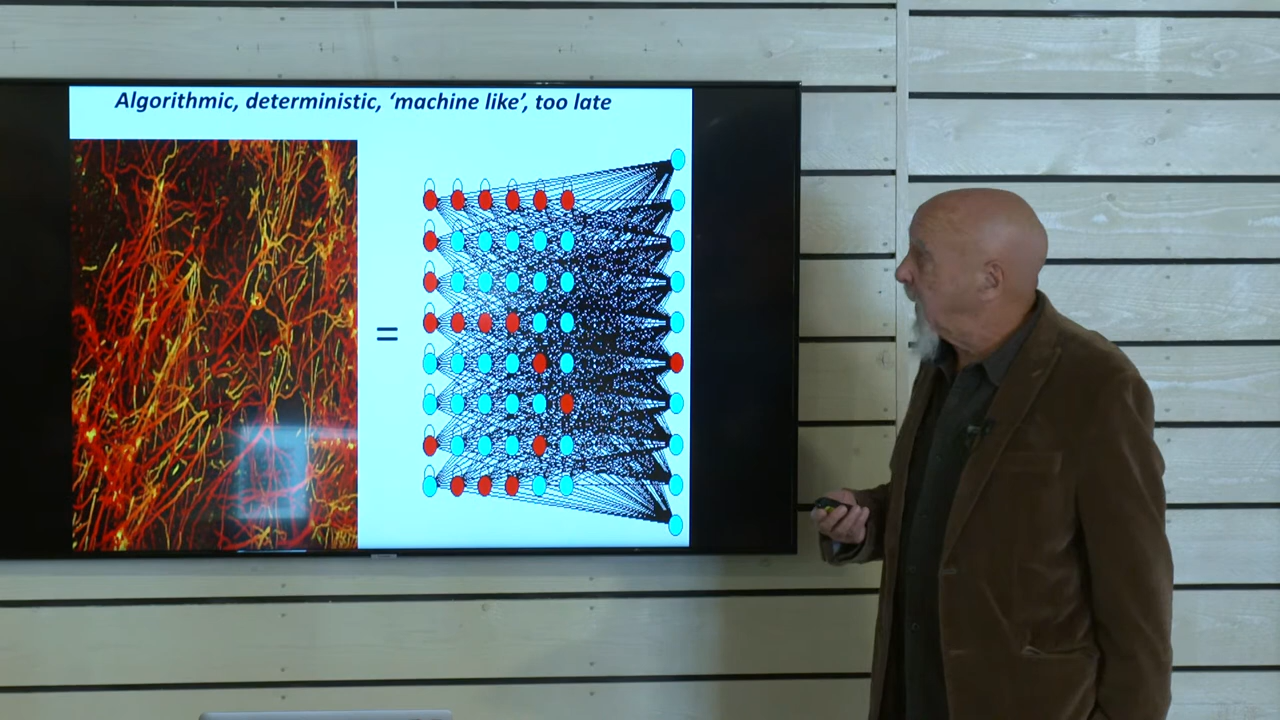 Algorithmic, deterministic, ‘machine like’, too late
=